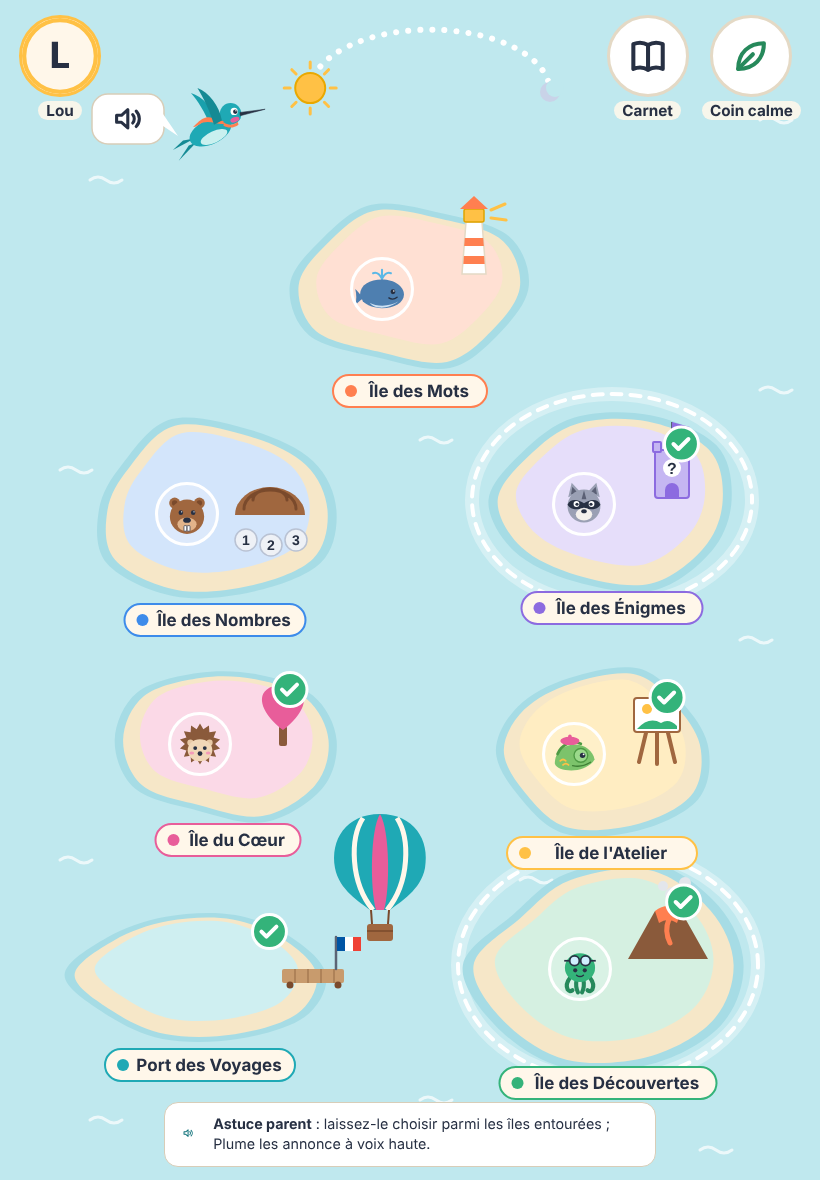 L
Lou
Carnet
Coin calme
Île des Mots
?
1 2 3
Île des Nombres
Île des Énigmes
Île du Cœur
Île de l'Atelier
Port des Voyages
Île des Découvertes
Astuce parent : laissez-le choisir parmi les îles entourées ;
Plume les annonce à voix haute.